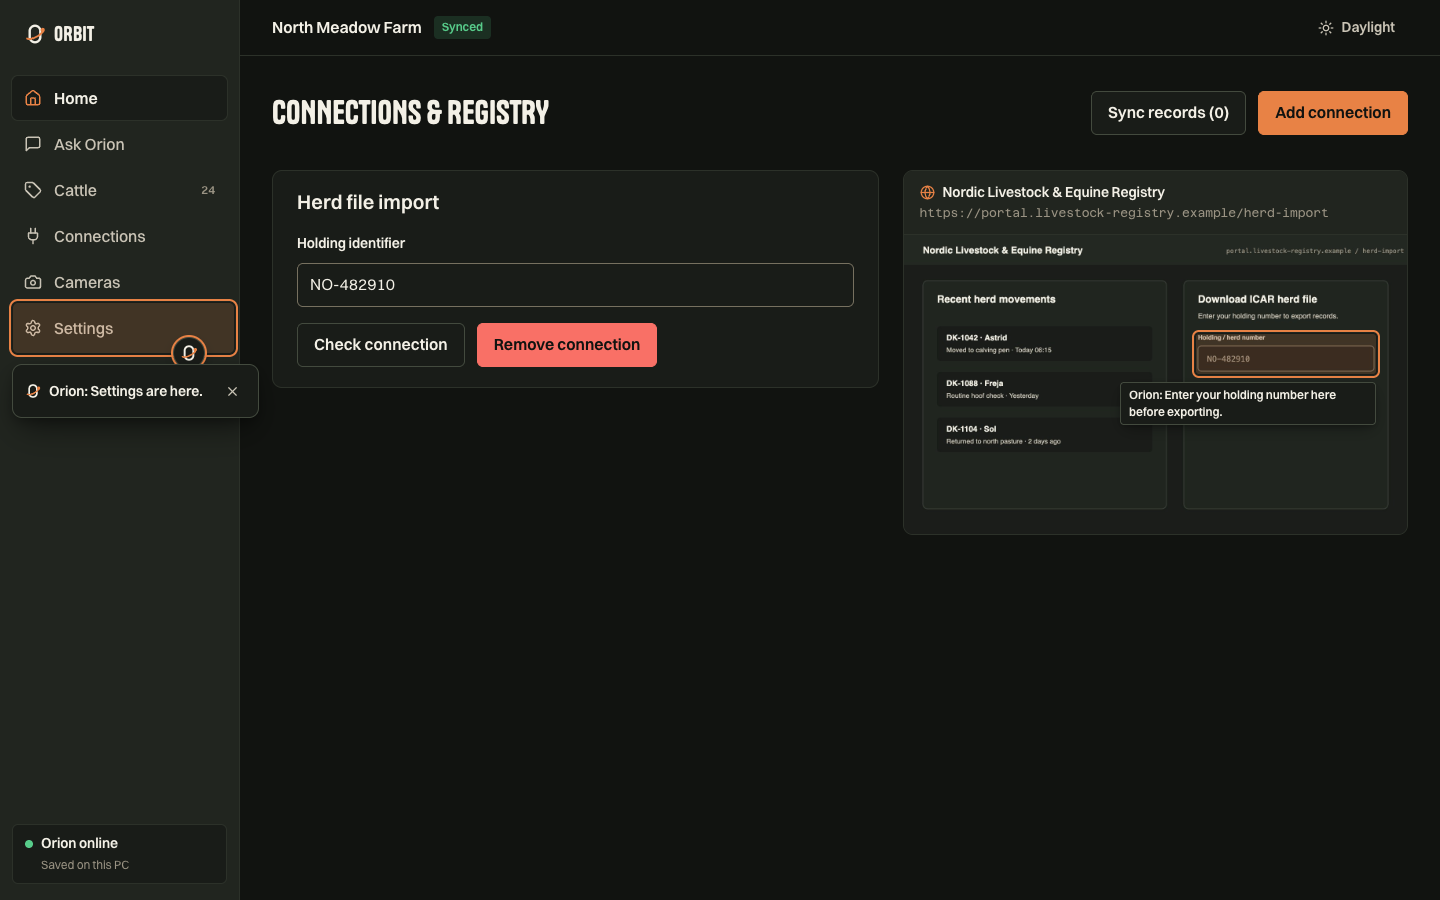 ORBIT
Home
Ask Orion
Cattle 24
Connections
Cameras
Settings
Orion: Settings are here.
Orion online
Saved on this PC
North Meadow Farm Synced
Daylight
CONNECTIONS & REGISTRY
Sync records (0) Add connection
Herd file import
Holding identifier
NO-482910
Check connection Remove connection
Nordic Livestock & Equine Registry
https://portal.livestock-registry.example/herd-import
Nordic Livestock & Equine Registry portal.livestock-registry.example / herd-import
Recent herd movements
DK-1042 · Astrid
Moved to calving pen · Today 06:15
DK-1088 · Freja
Routine hoof check · Yesterday
DK-1104 · Sol
Returned to north pasture · 2 days ago
Download ICAR herd file
Enter your holding number to export records.
Holding / herd number
NO-482910
Orion: Enter your holding number here
before exporting.